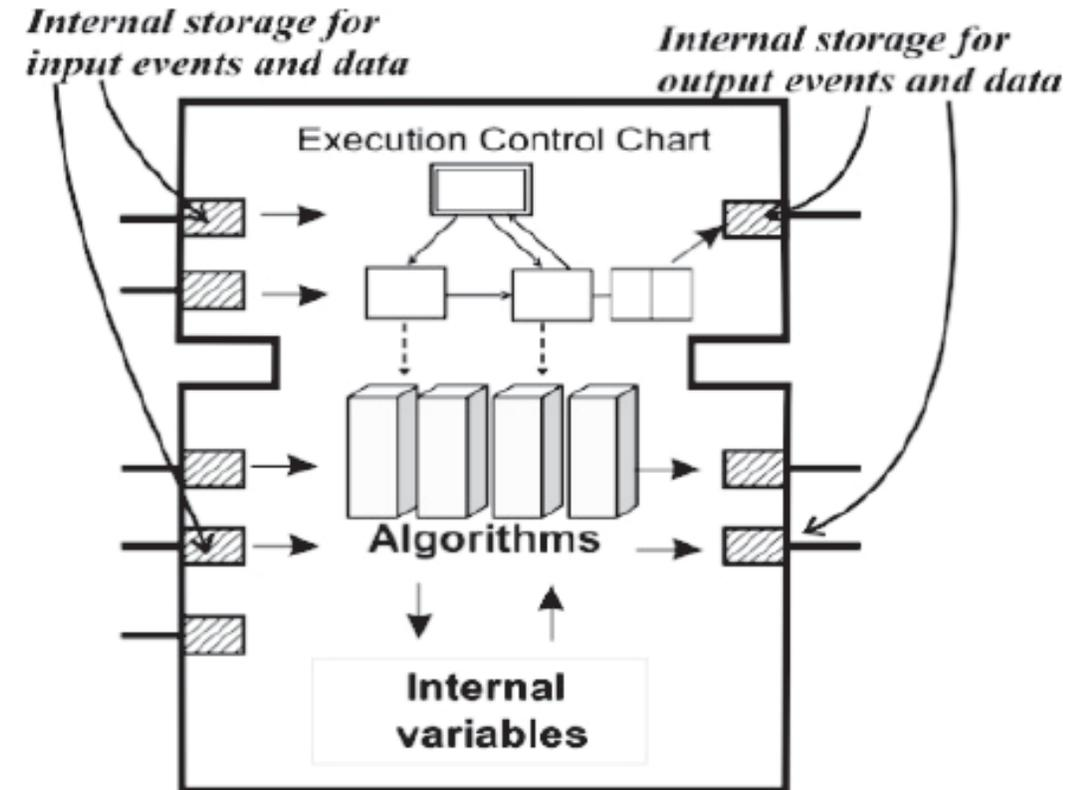 Internal storage for
input events and data
Internal storage for
output events and data
Execution Control Chart
Algorithms
Internal
variables